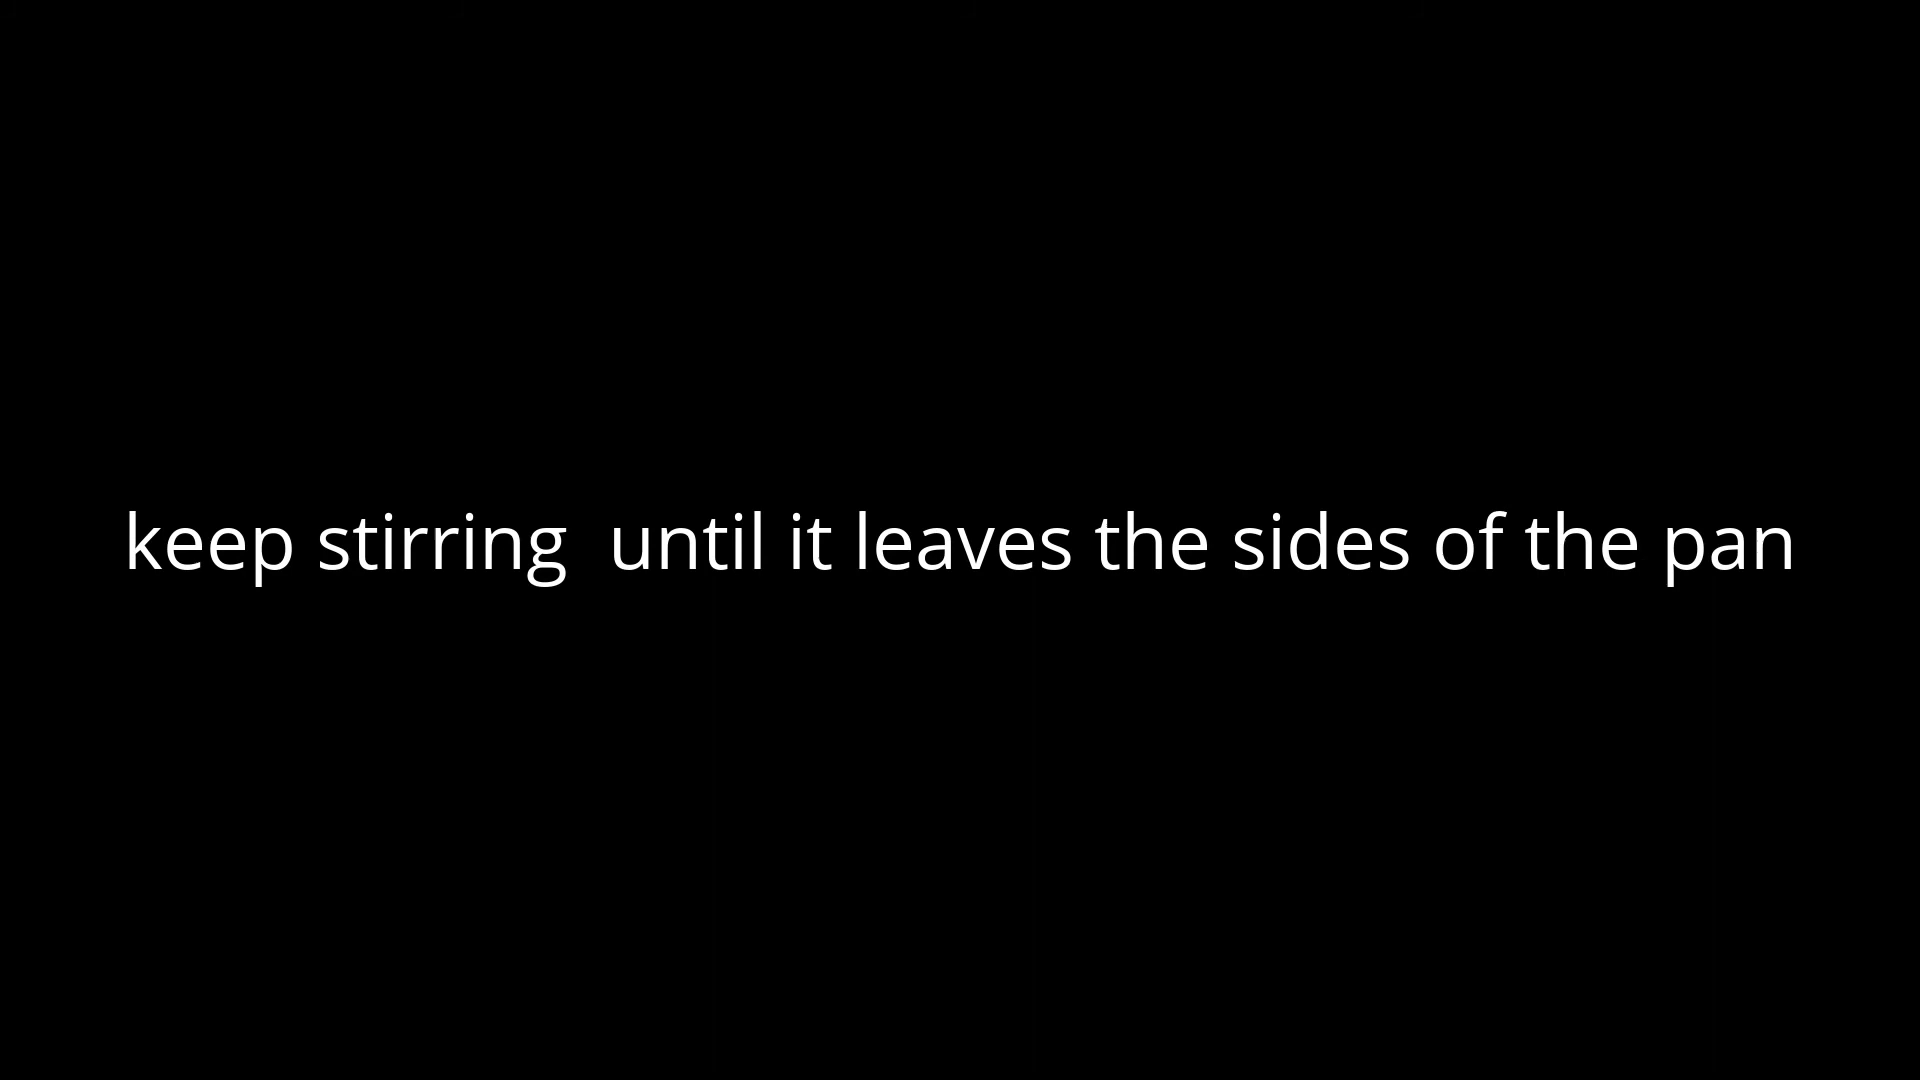 keep stirring  until it leaves the sides of the pan